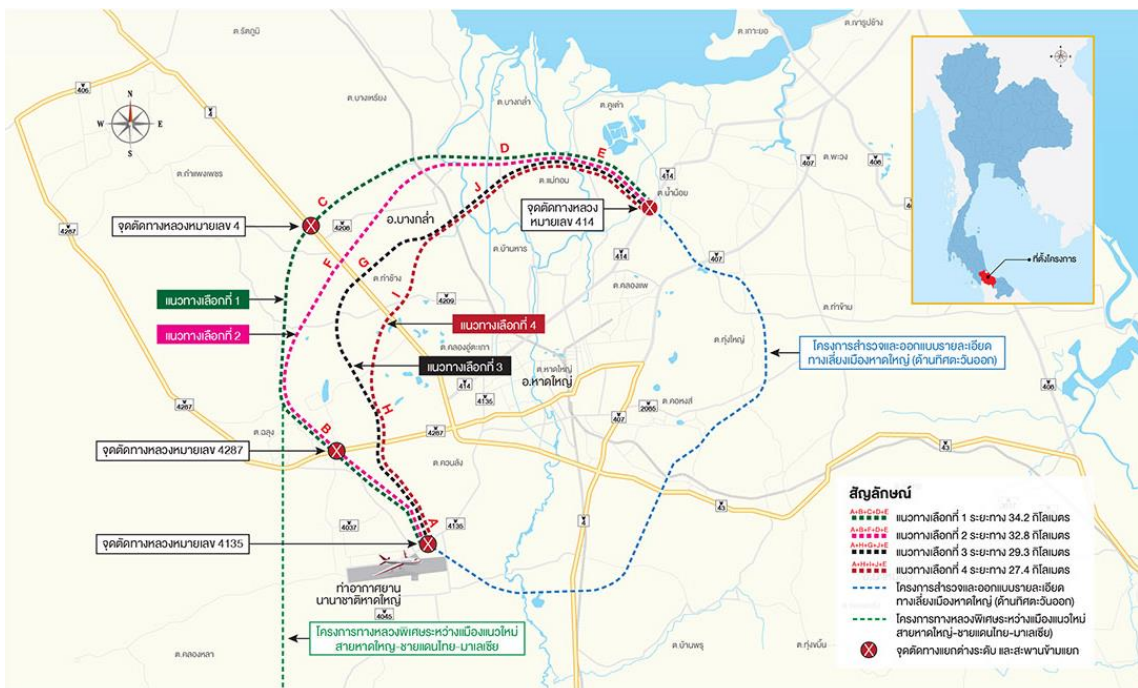 ต.รัตภูมิ
ต.เกาะยอ
ต.เขารูปช้าง
406
4
ต.บางเหรียง
ต.บางกล่ำ
ต.คูเต่า
N
W
E
S
D
E
407
408
ต.พะวง
ต.กำแพงเพชร
C
J
ต.แม่ทอม
414
ต.น้ำน้อย
จุดตัดทางหลวงหมายเลข 4
4206
อ.บางกล่ำ
จุดตัดทางหลวง
หมายเลข 414
ที่ตั้งโครงการ
4287
F
G
ต.บ้านหาร
414
407
แนวทางเลือกที่ 1
ต.ท่าช้าง
I
4209
ต.คลองแห
ต.ท่าข้าม
แนวทางเลือกที่ 2
แนวทางเลือกที่ 4
ต.คลองอู่ตะเภา
ต.ทุ่งใหญ่
โครงการสำรวจและออกแบบรายละเอียด
ทางเลี่ยงเมืองหาดใหญ่ (ด้านทิศตะวันออก)
แนวทางเลือกที่ 3
ต.หาดใหญ่
อ.หาดใหญ่
414
4135
408
4287
H
2065
407
ต.คอหงส์
ต.ฉลุง
B
4287
จุดตัดทางหลวงหมายเลข 4287
ต.ควนลัง
43
43
4
4037
4135
A
จุดตัดทางหลวงหมายเลข 4135
ท่าอากาศยาน
นานาชาติหาดใหญ่
4045
โครงการทางหลวงพิเศษระหว่างเมืองแนวใหม่
สายหาดใหญ่-ชายแดนไทย-มาเลเซีย
ต.คลองหลา
ต.บ้านพรุ
ต.ทุ่งขมิ้น
สัญลักษณ์
A+B+C+D+E
แนวทางเลือกที่ 1 ระยะทาง 34.2 กิโลเมตร
A+B+F+D+E
แนวทางเลือกที่ 2 ระยะทาง 32.8 กิโลเมตร
A+H+G+J+E
แนวทางเลือกที่ 3 ระยะทาง 29.3 กิโลเมตร
A+H+I+J+E
แนวทางเลือกที่ 4 ระยะทาง 27.4 กิโลเมตร
โครงการสำรวจและออกแบบรายละเอียด
ทางเลี่ยงเมืองหาดใหญ่ (ด้านทิศตะวันออก)
โครงการทางหลวงพิเศษระหว่างเมืองแนวใหม่
สายหาดใหญ่-ชายแดนไทย-มาเลเซีย)
จุดตัดทางแยกต่างระดับ และสะพานข้ามแยก